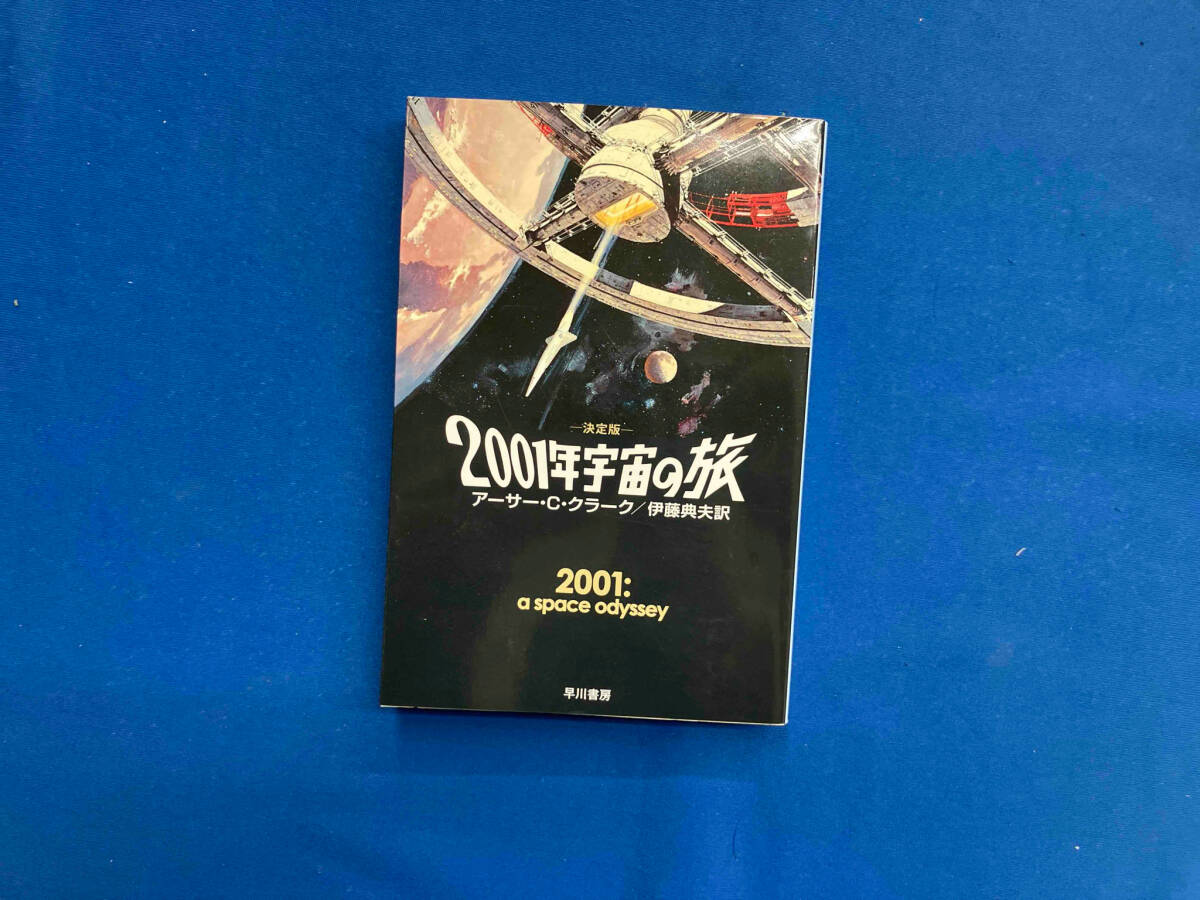 ―決定版―
2001年宇宙の旅
アーサー・C・クラーク/伊藤典夫訳
2001:
a space odyssey
早川書房